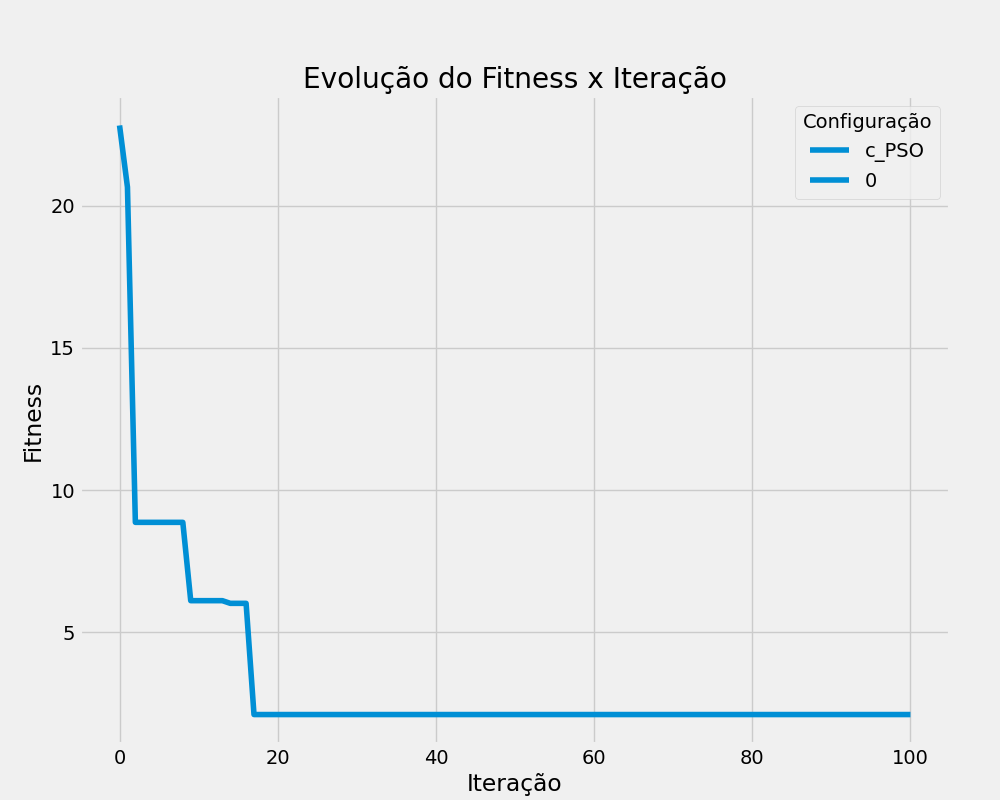 Evolução do Fitness x Iteração
Configuração
c_PSO
0
Fitness
20
15
10
5
0 20 40 60 80 100
Iteração